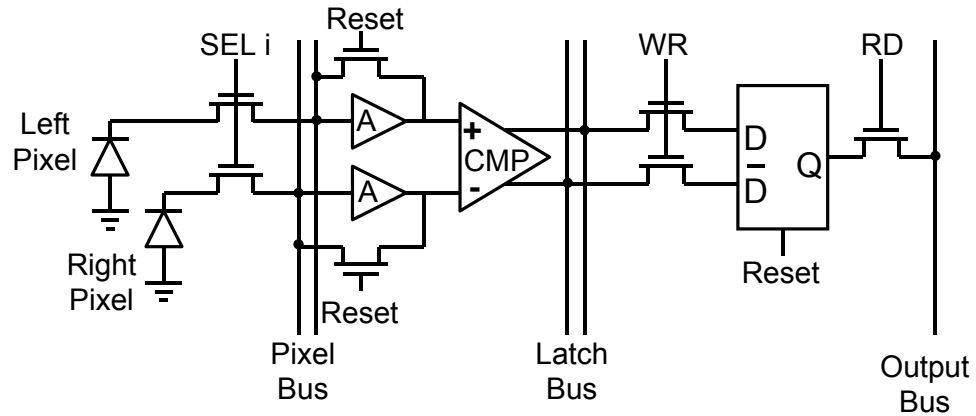 Reset
SEL i
WR
RD
Left
Pixel
A
+
CMP
-
A
D
D̅
Q
Right
Pixel
Reset
Reset
Pixel
Bus
Latch
Bus
Output
Bus